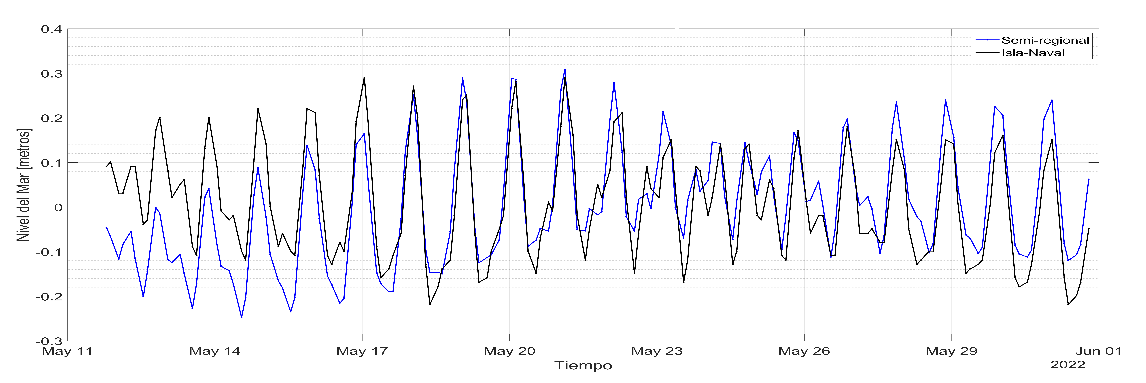 0.4
0.3
0.2
0.1
0
-0.1
-0.2
-0.3
Nivel del Mar [metros]
Semi-regional
Isla-Naval
May 11
May 14
May 17
May 20
May 23
May 26
May 29
Jun 01
Tiempo
2022